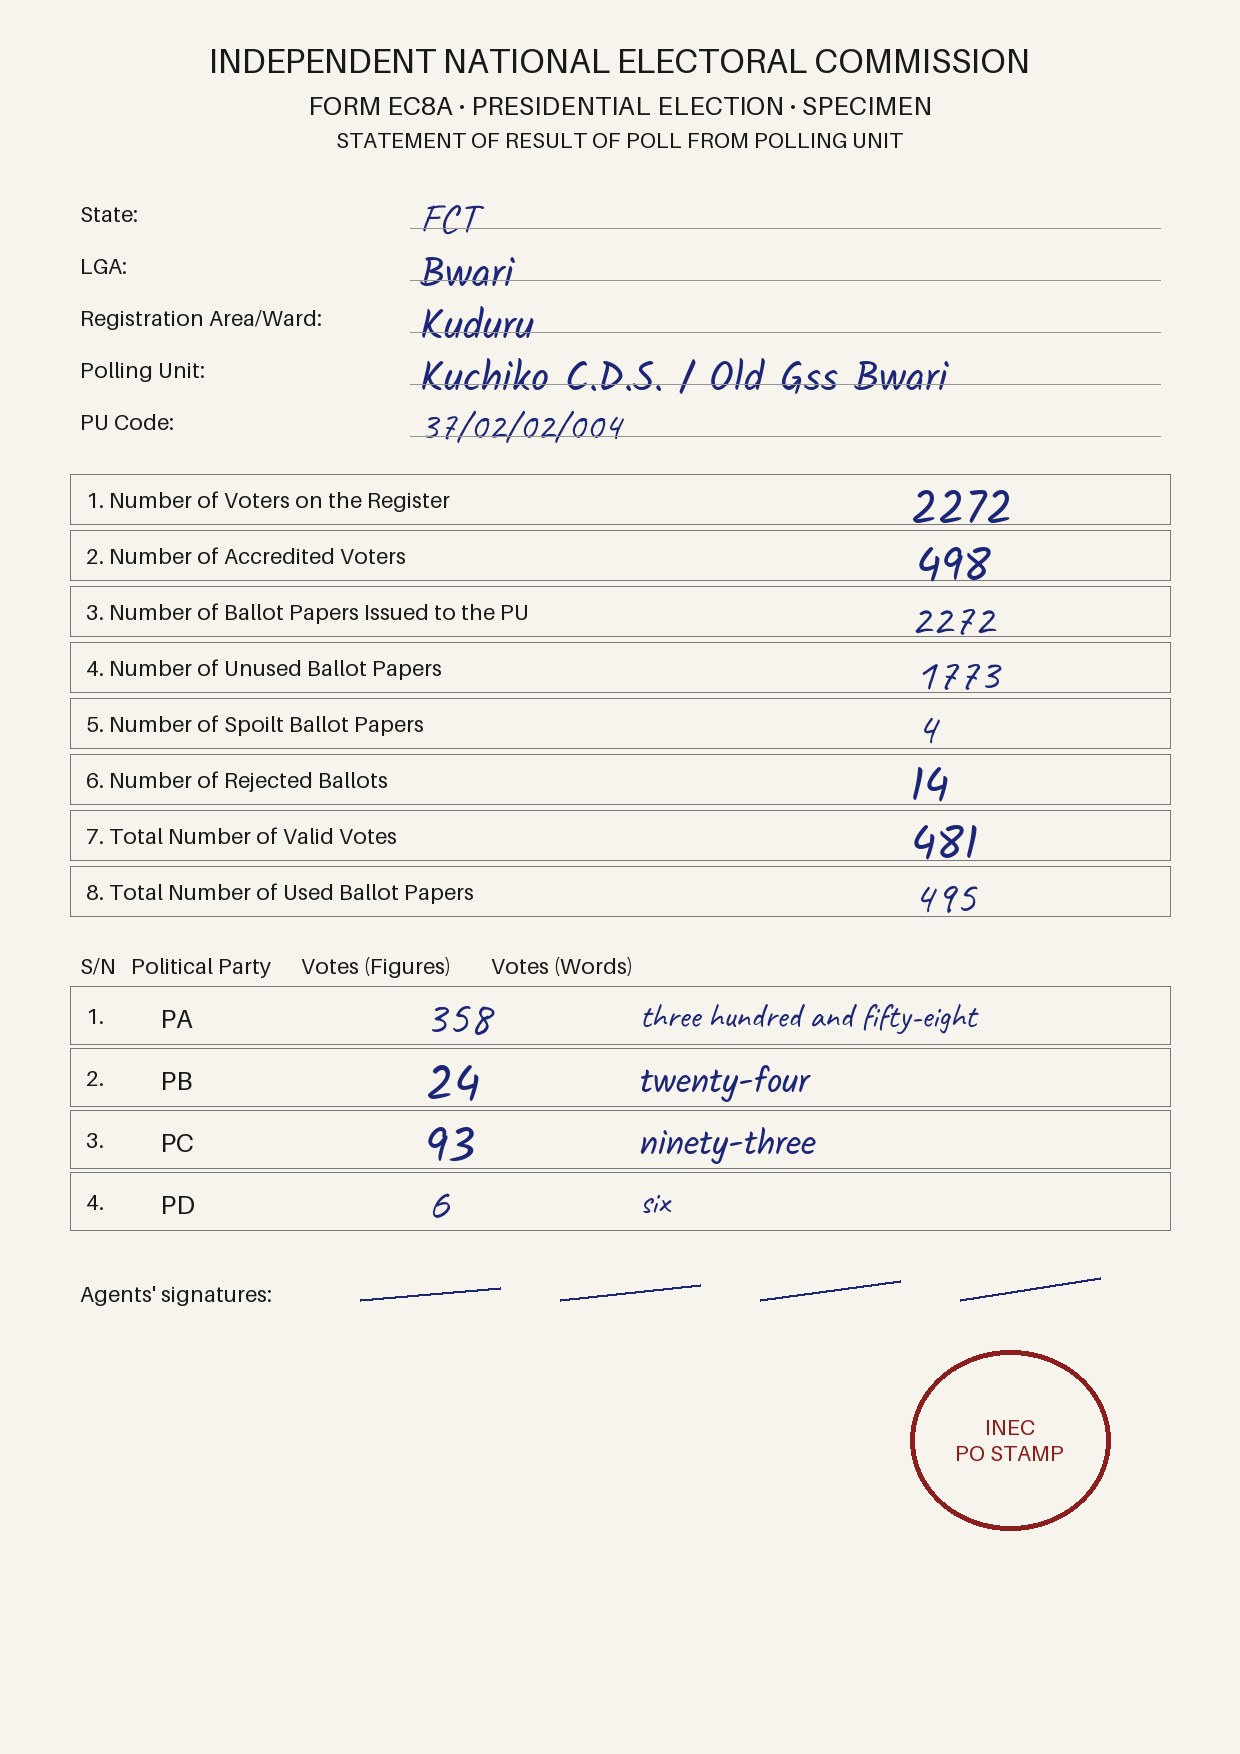 INDEPENDENT NATIONAL ELECTORAL COMMISSION
FORM EC8A · PRESIDENTIAL ELECTION · SPECIMEN
STATEMENT OF RESULT OF POLL FROM POLLING UNIT
State: FCT
LGA: Bwari
Registration Area/Ward: Kuduru
Polling Unit: Kuchiko C.D.S. / Old Gss Bwari
PU Code: 37/02/02/004
1. Number of Voters on the Register 2272
2. Number of Accredited Voters 498
3. Number of Ballot Papers Issued to the PU 2272
4. Number of Unused Ballot Papers 1773
5. Number of Spoilt Ballot Papers 4
6. Number of Rejected Ballots 14
7. Total Number of Valid Votes 481
8. Total Number of Used Ballot Papers 495
S/N Political Party Votes (Figures) Votes (Words)
1. PA 358 three hundred and fifty-eight
2. PB 24 twenty-four
3. PC 93 ninety-three
4. PD 6 six
Agents' signatures:
INEC
PO STAMP